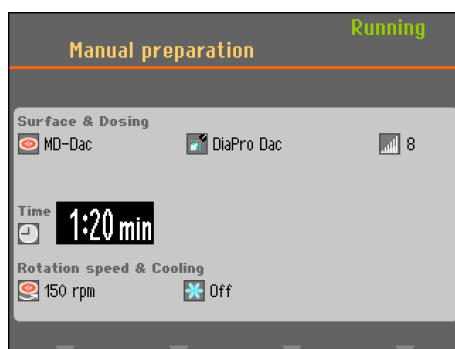 Running
Manual preparation
Surface & Dosing
MD-Dac DiaPro Dac 8
Time
1:20 min
Rotation speed & Cooling
150 rpm Off